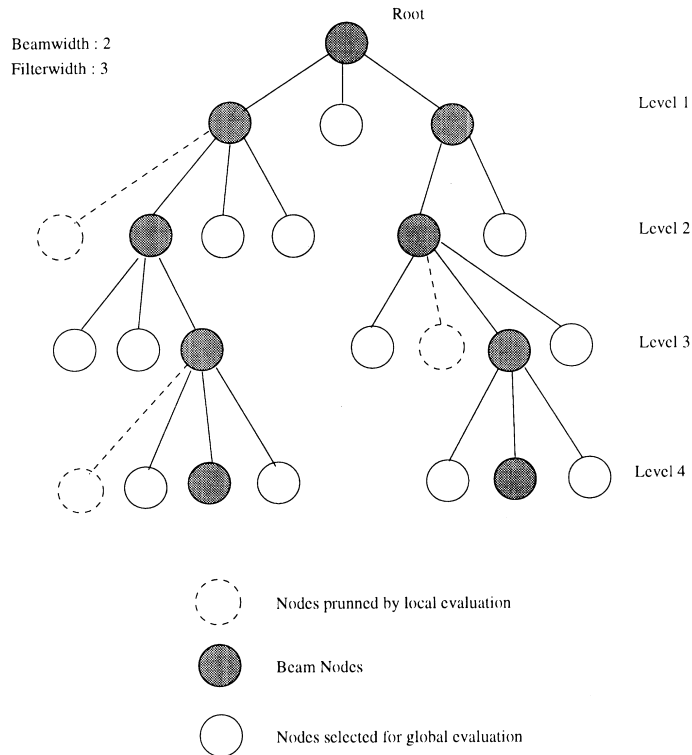 Root
Beamwidth : 2
Filterwidth : 3
Level 1
Level 2
Level 3
Level 4
Nodes prunned by local evaluation
Beam Nodes
Nodes selected for global evaluation